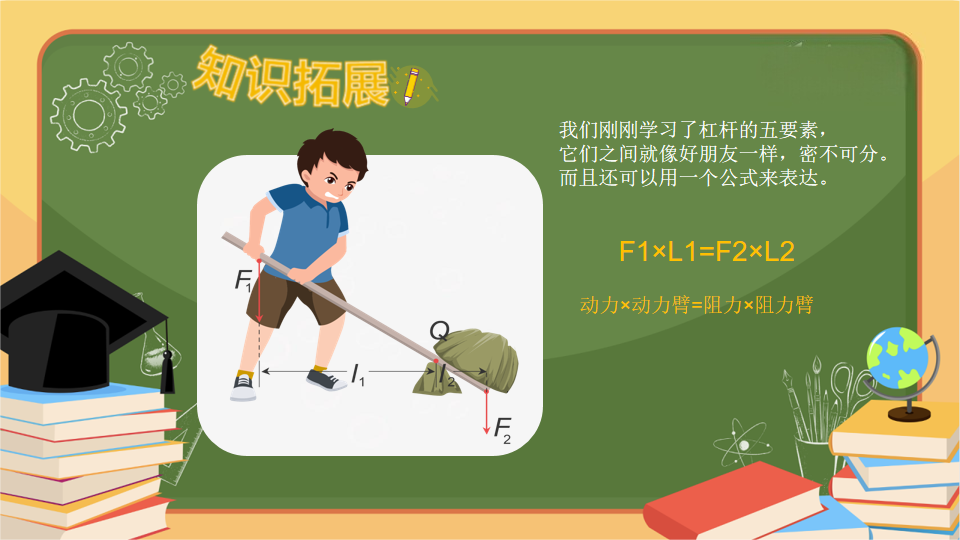 知识拓展
我们刚刚学习了杠杆的五要素，
它们之间就像好朋友一样，密不可分。
而且还可以用一个公式来表达。
F1×L1=F2×L2
动力×动力臂=阻力×阻力臂
F1
Q
l1
l2
F2